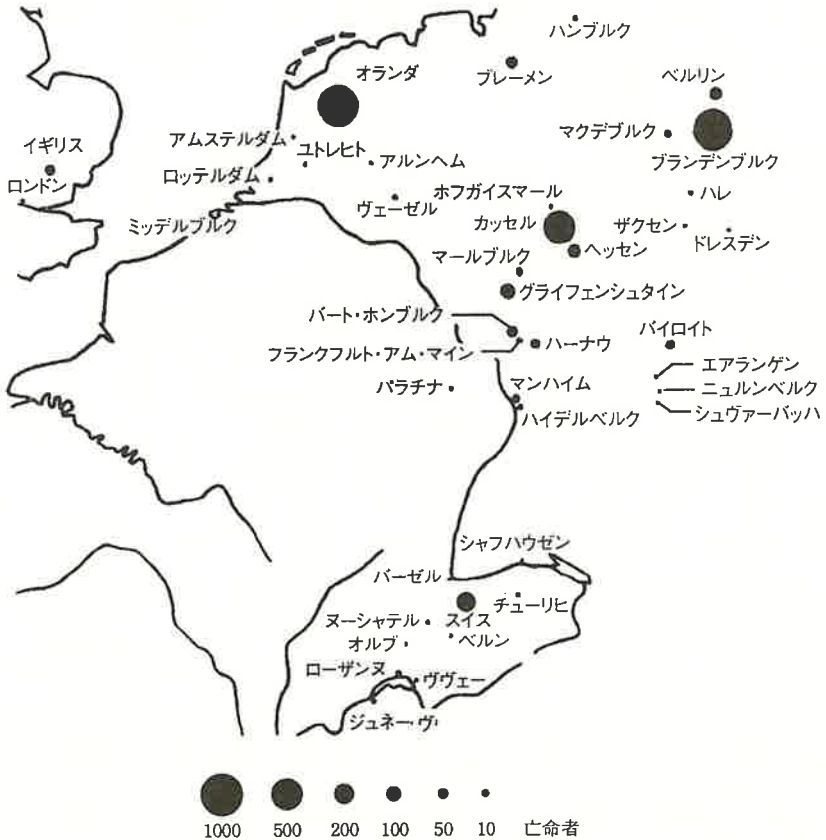 ハンブルク
オランダ
ブレーメン
ベルリン
イギリス
アムステルダム
ユトレヒト
アルンヘム
マクデブルク
ブランデンブルク
ロンドン
ロッテルダム
ヴェーゼル
ホフガイスマール
ハレ
ミッデルブルク
カッセル
ザクセン
ドレスデン
マールブルク
ヘッセン
グライフェンシュタイン
バート・ホンブルク
フランクフルト・アム・マイン
ハーナウ
バイロイト
エアランゲン
パラチナ
マンハイム
ニュルンベルク
ハイデルベルク
シュヴァーバッハ
シャフハウゼン
バーゼル
チューリヒ
ヌーシャテル
スイス
オルブ
ベルン
ローザンヌ
ヴヴェー
ジュネーヴ
1000 500 200 100 50 10 亡命者